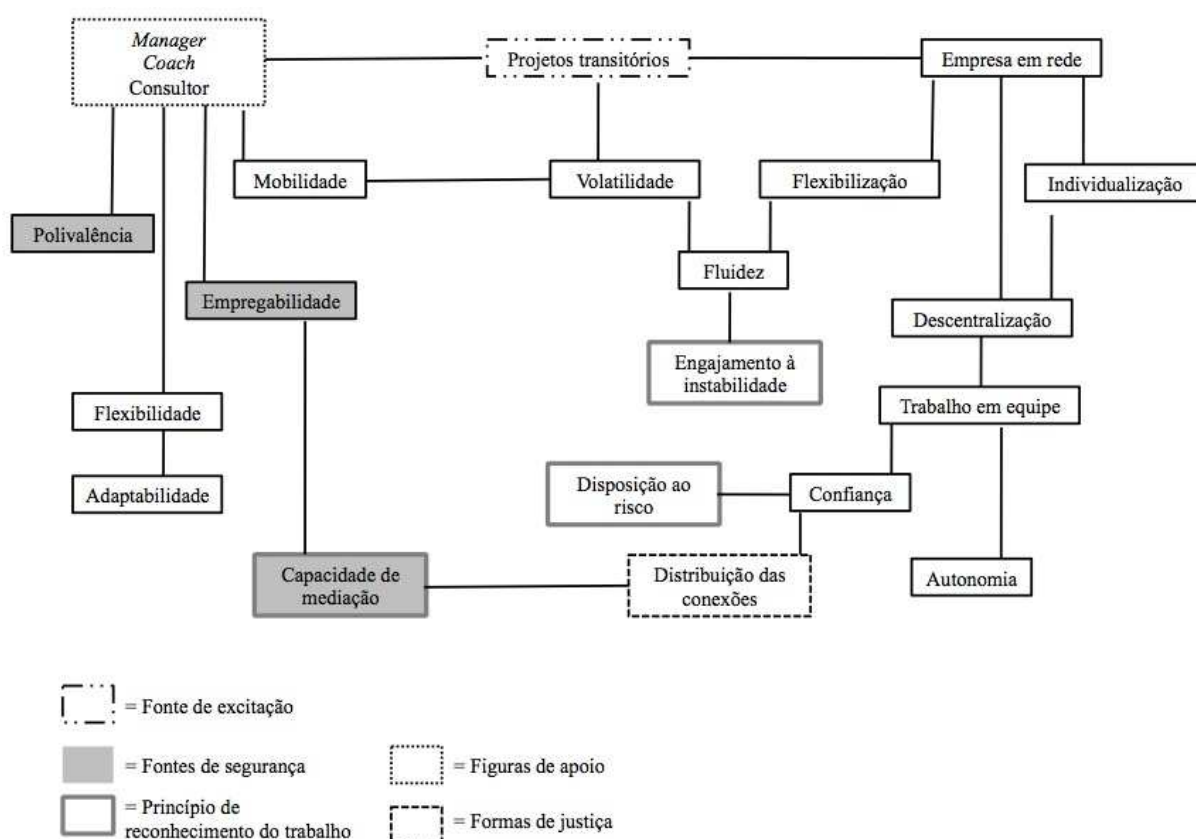 Manager
Coach
Consultor
Projetos transitórios
Empresa em rede
Mobilidade
Volatilidade
Flexibilização
Individualização
Polivalência
Fluidez
Empregabilidade
Descentralização
Engajamento à
instabilidade
Flexibilidade
Trabalho em equipe
Adaptabilidade
Disposição ao
risco
Confiança
Capacidade de
mediação
Distribuição das
conexões
Autonomia
= Fonte de excitação
= Fontes de segurança
= Figuras de apoio
= Princípio de
reconhecimento do trabalho
= Formas de justiça